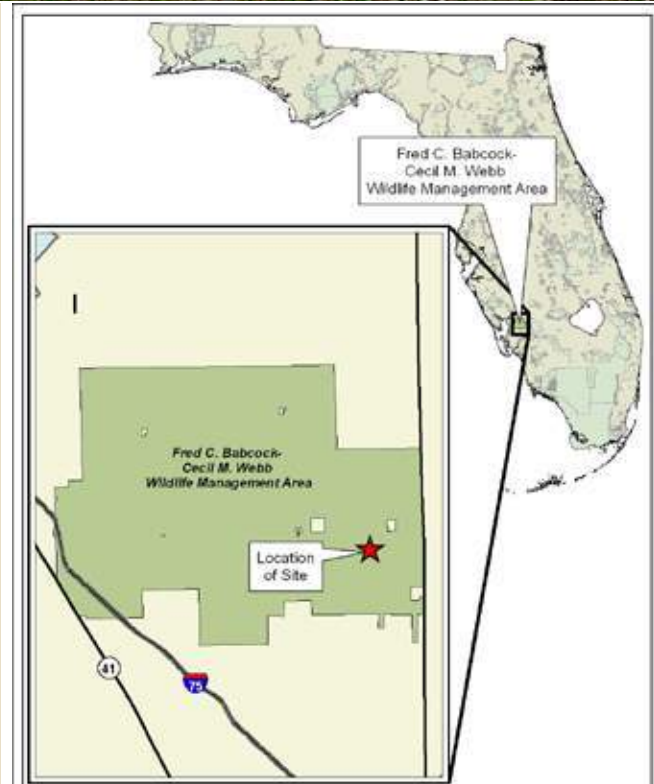 Fred C. Babcock-
Cecil M. Webb
Wildlife Management Area
Fred C. Babcock-
Cecil M. Webb
Wildlife Management Area
Location
of Site
41
75